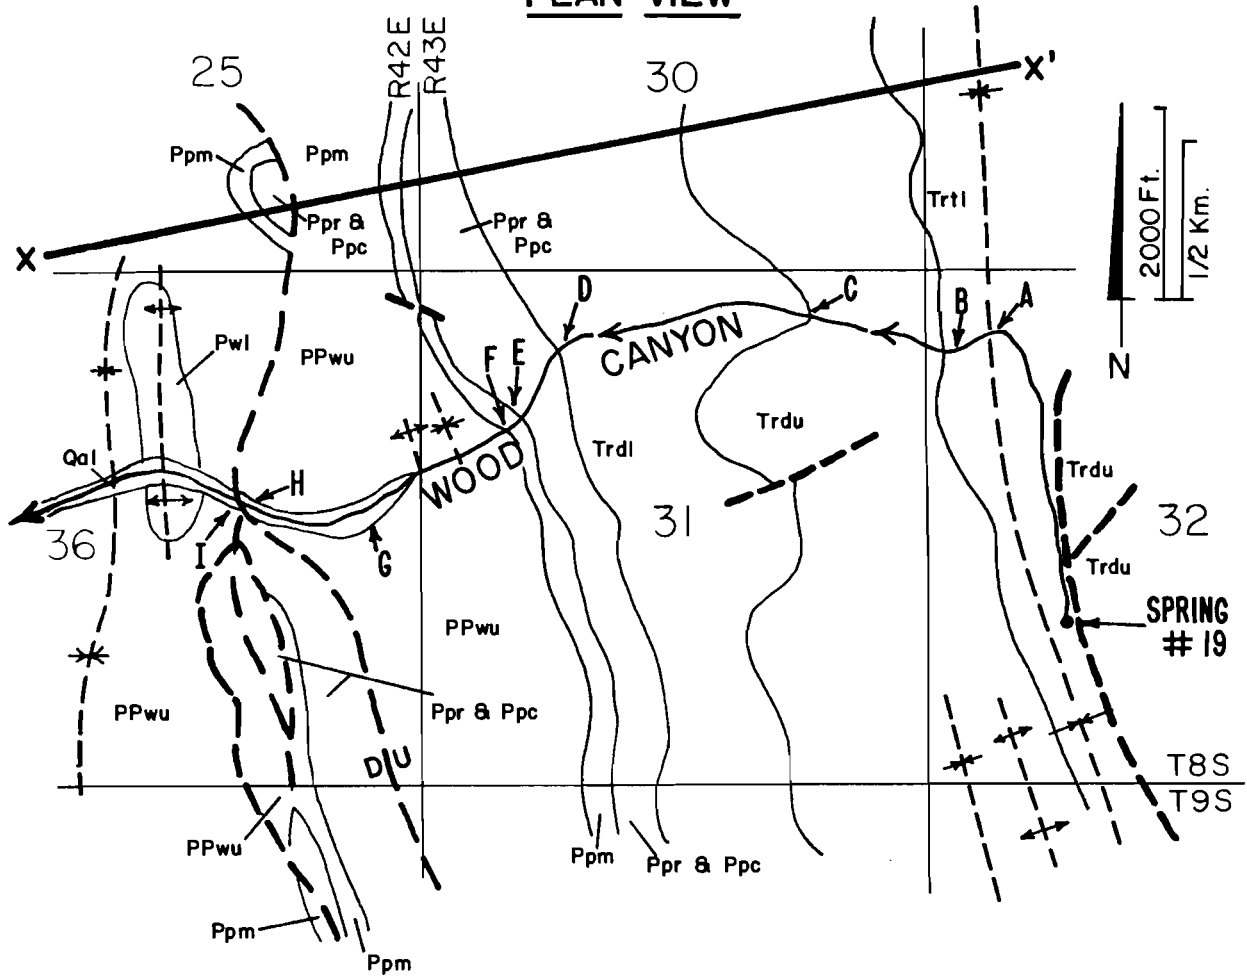 PLAN VIEW
R42E
R43E
25
30
X'
Ppm
Ppm
Ppr &
Ppc
Ppr &
Ppc
Trtl
2000 Ft.
1/2 Km.
N
X
D
C
B
A
CANYON
Pwl
PPwu
F
E
Trdl
Trdu
Trdu
Qal
H
WOOD
31
32
36
I
G
Trdu
SPRING
# 19
PPwu
PPwu
Ppr & Ppc
D U
T8S
T9S
PPwu
Ppm
Ppr & Ppc
Ppm
Ppm